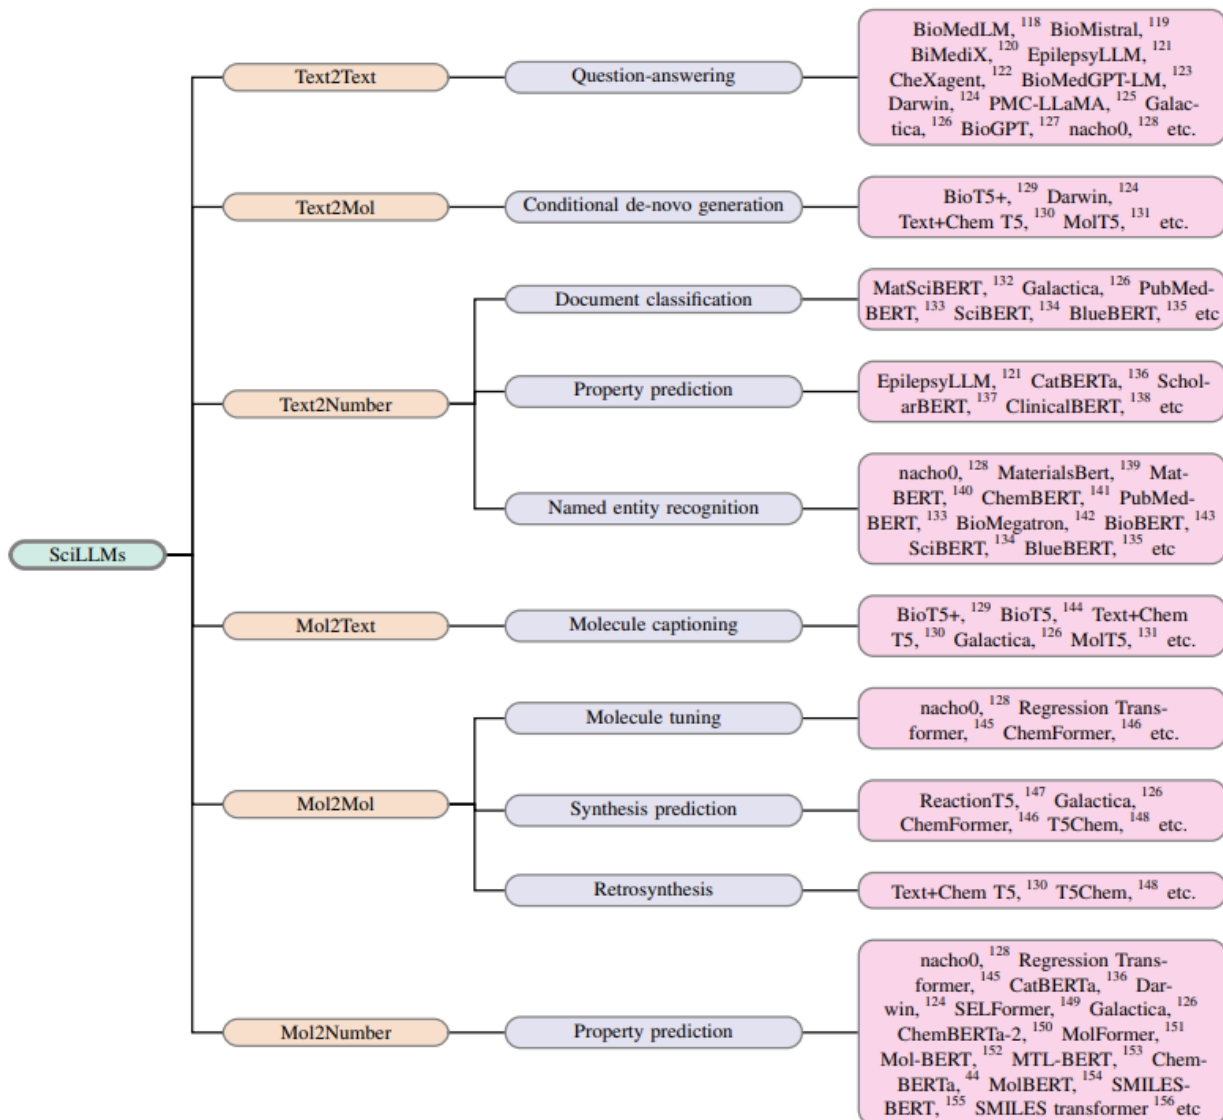 BioMedLM, 118 BioMistral, 119
BiMediX, 120 EpilepsyLLM, 121
CheXagent, 122 BioMedGPT-LM, 123
Darwin, 124 PMC-LLaMA, 125 Galac-
tica, 126 BioGPT, 127 nacho0, 128 etc.
Text2Text
Question-answering
Text2Mol
Conditional de-novo generation
BioT5+, 129 Darwin, 124
Text+Chem T5, 130 MolT5, 131 etc.
Document classification
MatSciBERT, 132 Galactica, 126 PubMed-
BERT, 133 SciBERT, 134 BlueBERT, 135 etc
Text2Number
Property prediction
EpilepsyLLM, 121 CatBERTa, 136 Schol-
arBERT, 137 ClinicalBERT, 138 etc
Named entity recognition
nacho0, 128 MaterialsBert, 139 Mat-
BERT, 140 ChemBERT, 141 PubMed-
BERT, 133 BioMegatron, 142 BioBERT, 143
SciBERT, 134 BlueBERT, 135 etc
SciLLMs
Mol2Text
Molecule captioning
BioT5+, 129 BioT5, 144 Text+Chem
T5, 130 Galactica, 126 MolT5, 131 etc.
Molecule tuning
nacho0, 128 Regression Trans-
former, 145 ChemFormer, 146 etc.
Mol2Mol
Synthesis prediction
ReactionT5, 147 Galactica, 126
ChemFormer, 146 T5Chem, 148 etc.
Retrosynthesis
Text+Chem T5, 130 T5Chem, 148 etc.
Mol2Number
Property prediction
nacho0, 128 Regression Trans-
former, 145 CatBERTa, 136 Dar-
win, 124 SELFormer, 149 Galactica, 126
ChemBERTa-2, 150 MolFormer, 151
Mol-BERT, 152 MTL-BERT, 153 Chem-
BERTa, 44 MolBERT, 154 SMILES-
BERT, 155 SMILES transformer 156 etc